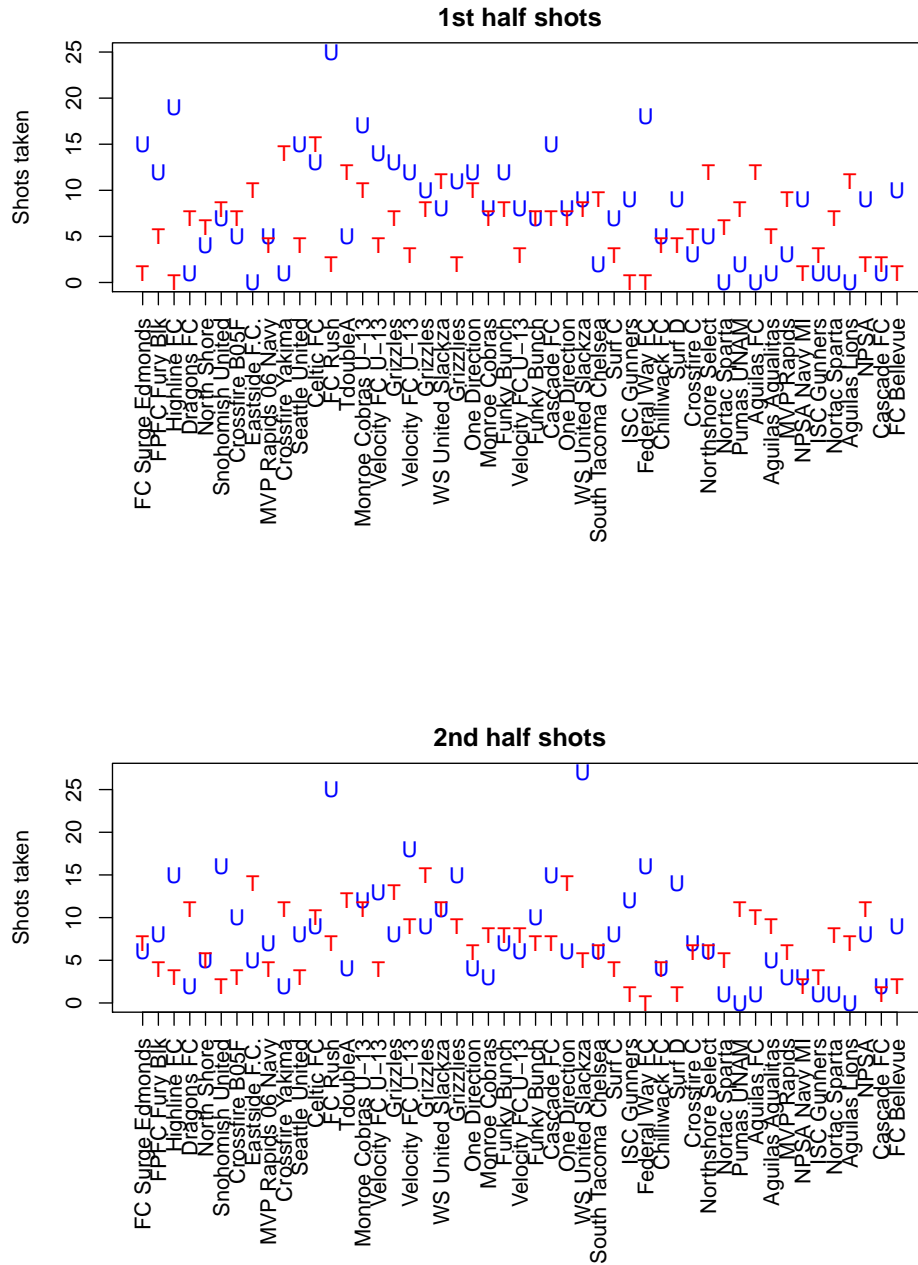 1st half shots
Shots taken
25
20
15
10
5
0
FC Surge Edmonds
FPFC Fury Blk
Highline FC
Dragons FC
North Shore
Snohomish United
Crossfire B05F
Eastside F.C.
MVP Rapids 06 Navy
Crossfire Yakima
Seattle United
Celtic FC
FC Rush
TdoubleA
Monroe Cobras U−13
Velocity FC U−13
Grizzles
Velocity FC U−13
Grizzles
WS United Slackza
Grizzlies
One Direction
Monroe Cobras
Funky Bunch
Velocity FC U−13
Funky Bunch
Cascade FC
One Direction
WS United Slackza
South Tacoma Chelsea
Surf C
ISC Gunners
Federal Way FC
Chilliwack FC
Surf D
Crossfire C
Northshore Select
Nortac Sparta
Pumas UNAM
Aguilas FC
Aguilas Aguilitas
MVP Rapids
NPSA Navy MI
ISC Gunners
Nortac Sparta
Aguilas Lions
NPSA
Cascade FC
FC Bellevue
2nd half shots
Shots taken
25
20
15
10
5
0
FC Surge Edmonds
FPFC Fury Blk
Highline FC
Dragons FC
North Shore
Snohomish United
Crossfire B05F
Eastside F.C.
MVP Rapids 06 Navy
Crossfire Yakima
Seattle United
Celtic FC
FC Rush
TdoubleA
Monroe Cobras U−13
Velocity FC U−13
Grizzles
Velocity FC U−13
Grizzles
WS United Slackza
Grizzlies
One Direction
Monroe Cobras
Funky Bunch
Velocity FC U−13
Funky Bunch
Cascade FC
One Direction
WS United Slackza
South Tacoma Chelsea
Surf C
ISC Gunners
Federal Way FC
Chilliwack FC
Surf D
Crossfire C
Northshore Select
Nortac Sparta
Pumas UNAM
Aguilas FC
Aguilas Aguilitas
MVP Rapids
NPSA Navy MI
ISC Gunners
Nortac Sparta
Aguilas Lions
NPSA
Cascade FC
FC Bellevue